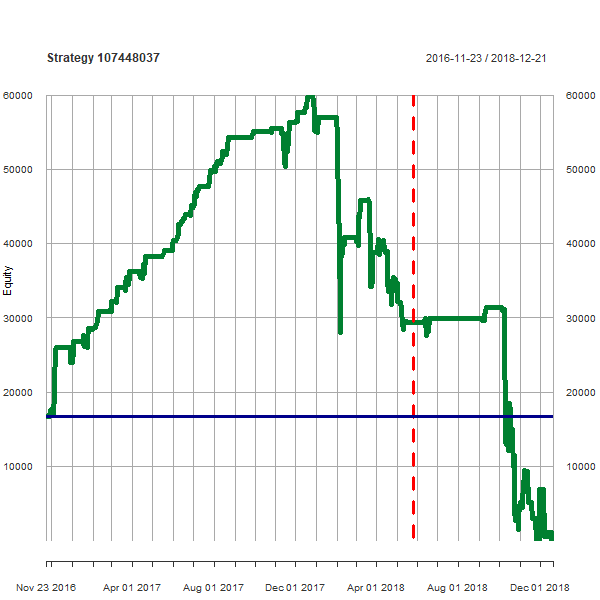 Strategy 107448037
2016-11-23 / 2018-12-21
60000
60000
50000
50000
40000
40000
Equity
30000
30000
20000
20000
10000
10000
Nov 23 2016
Apr 01 2017
Aug 01 2017
Dec 01 2017
Apr 01 2018
Aug 01 2018
Dec 01 2018